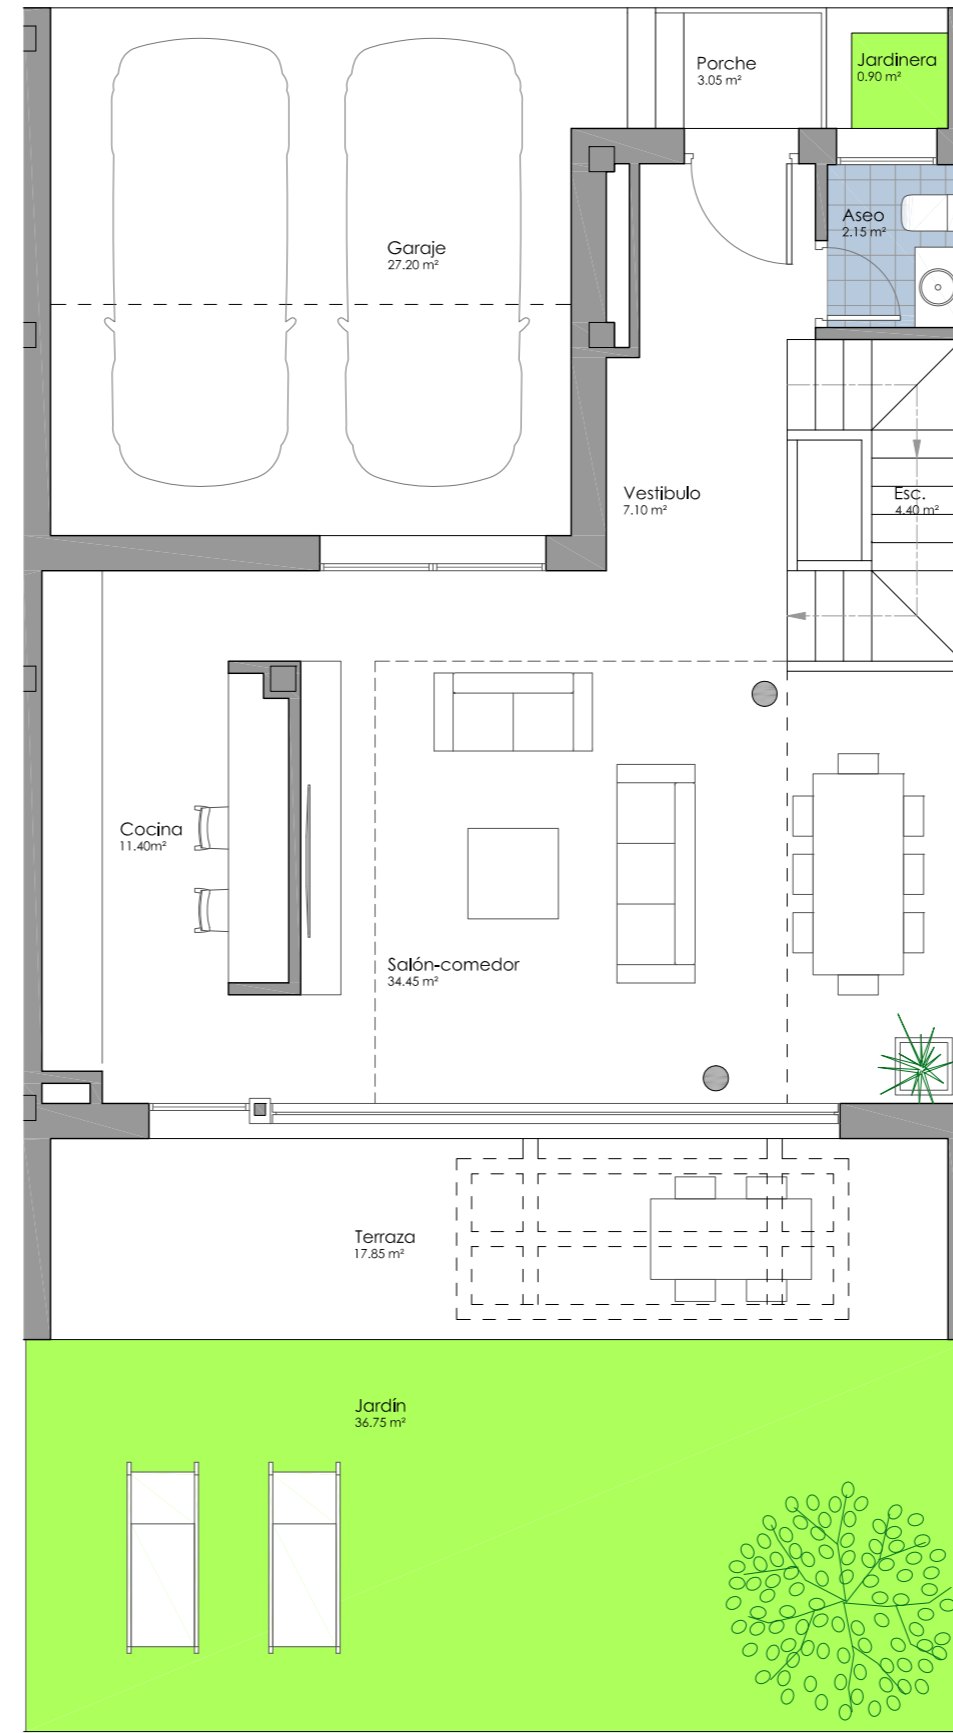 Porche
3.05 m²
Jardinera
0.90 m²
Aseo
2.15 m²
Garaje
27.20 m²
Vestibulo
7.10 m²
Esc.
4.40 m²
Cocina
11.40m²
Salón-comedor
34.45 m²
Terraza
17.85 m²
Jardín
36.75 m²